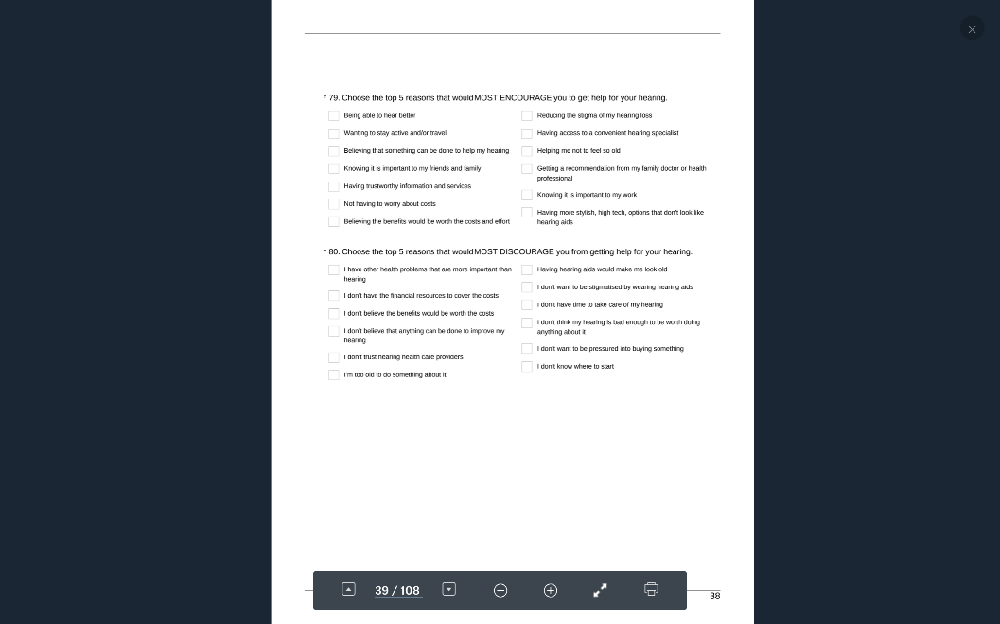 * 79. Choose the top 5 reasons that would MOST ENCOURAGE you to get help for your hearing.
Being able to hear better
Wanting to stay active and/or travel
Believing that something can be done to help my hearing
Knowing it is important to my friends and family
Having trustworthy information and services
Not having to worry about costs
Believing the benefits would be worth the costs and effort
Reducing the stigma of my hearing loss
Having access to a convenient hearing specialist
Helping me not to feel so old
Getting a recommendation from my family doctor or health
professional
Knowing it is important to my work
Having more stylish, high tech, options that don't look like
hearing aids
* 80. Choose the top 5 reasons that would MOST DISCOURAGE you from getting help for your hearing.
I have other health problems that are more important than
hearing
I don't have the financial resources to cover the costs
I don't believe the benefits would be worth the costs
I don't believe that anything can be done to improve my
hearing
I don't trust hearing health care providers
I'm too old to do something about it
Having hearing aids would make me look old
I don't want to be stigmatised by wearing hearing aids
I don't have time to take care of my hearing
I don't think my hearing is bad enough to be worth doing
anything about it
I don't want to be pressured into buying something
I don't know where to start
39 / 108
38